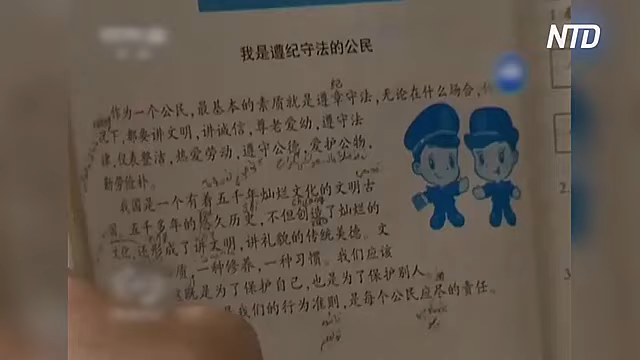 NTD
我是遵纪守法的公民
纪
作为一个公民，最基本的素质就是遵章守法，无论在什么场合，
况下，都要讲文明，讲诚信，尊老爱幼，遵守法
律，仪表整洁，热爱劳动，遵守公德，爱护公物，
勤劳俭朴。
我国是一个有着五千年灿烂文化的文明古
国，五千多年的悠久历史，不但创造了灿烂的
文化，还形成了讲文明，讲礼貌的传统美德。文
质，一种修养，一种习惯。我们应该
既是为了保护自己，也是为了保护别人。
是我们的行为准则，是每个公民应尽的责任。